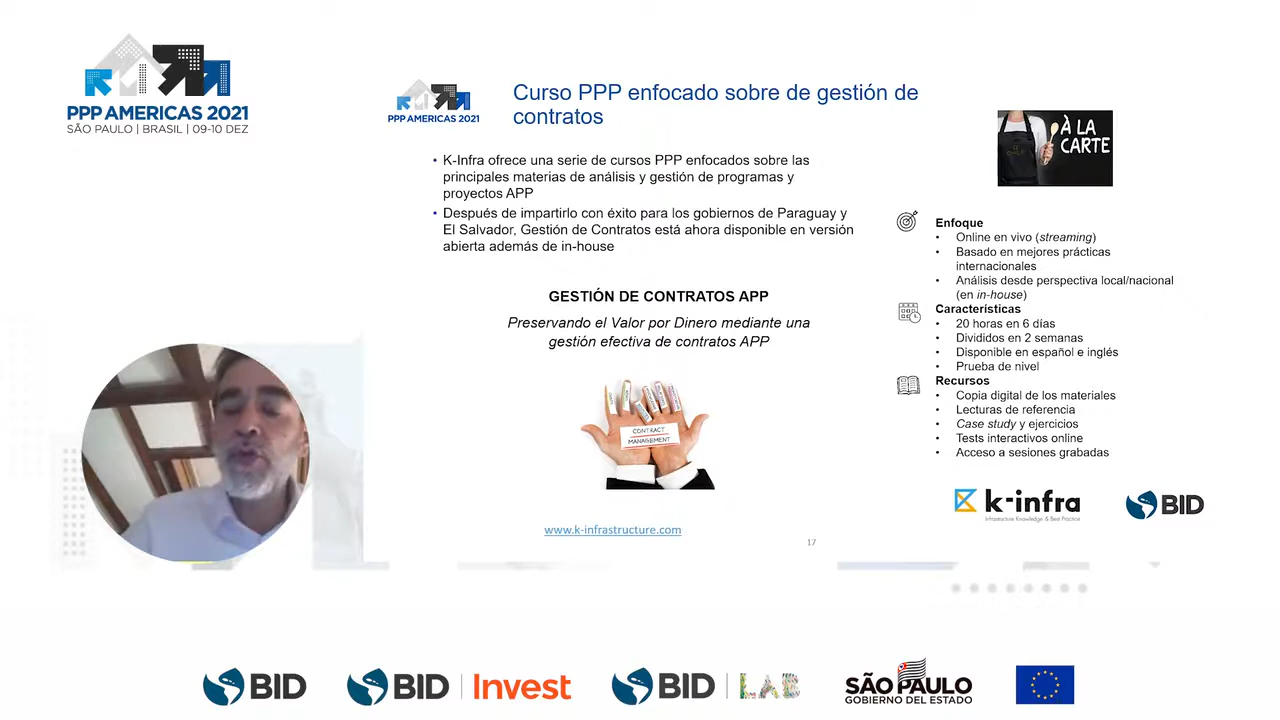 PPP AMERICAS 2021
SÃO PAULO | BRASIL | 09-10 DEZ
PPP AMERICAS 2021
Curso PPP enfocado sobre de gestión de
contratos
À LA
CARTE
• K-Infra ofrece una serie de cursos PPP enfocados sobre las
principales materias de análisis y gestión de programas y
proyectos APP
• Después de impartirlo con éxito para los gobiernos de Paraguay y
El Salvador, Gestión de Contratos está ahora disponible en versión
abierta además de in-house
GESTIÓN DE CONTRATOS APP
Preservando el Valor por Dinero mediante una
gestión efectiva de contratos APP
CONTRACT
MANAGEMENT
www.k-infrastructure.com
17
Enfoque
• Online en vivo (streaming)
• Basado en mejores prácticas
internacionales
• Análisis desde perspectiva local/nacional
(en in-house)
Características
• 20 horas en 6 días
• Divididos en 2 semanas
• Disponible en español e inglés
• Prueba de nivel
Recursos
• Copia digital de los materiales
• Lecturas de referencia
• Case study y ejercicios
• Tests interactivos online
• Acceso a sesiones grabadas
k-infra
Infrastructure Knowledge & Best Practice
BID
BID
BID | Invest
BID | LAB
SÃO PAULO
GOVERNO DEL ESTADO